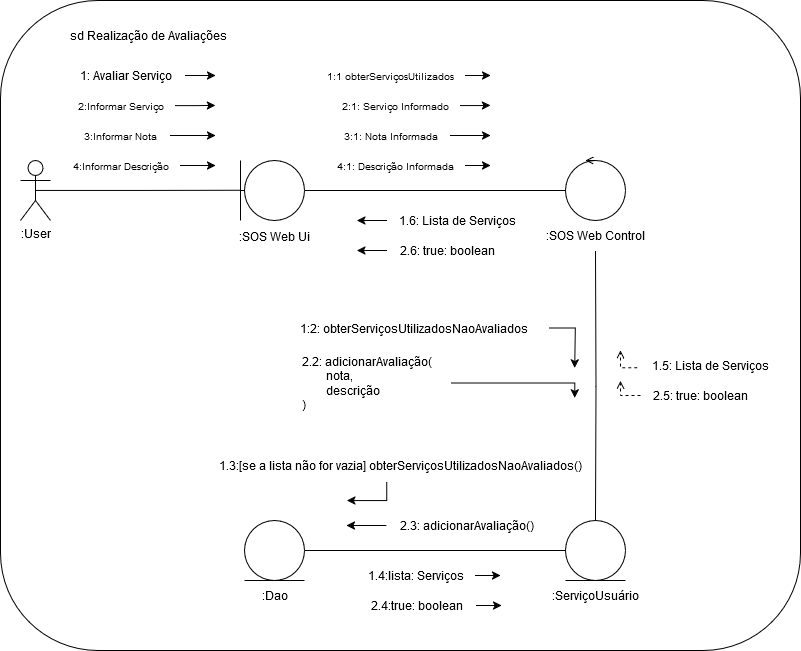 sd Realização de Avaliações
1: Avaliar Serviço
1:1 obterServiçosUtilizados
2:Informar Serviço
2:1: Serviço Informado
3:Informar Nota
3:1: Nota Informada
4:Informar Descrição
4:1: Descrição Informada
:User
:SOS Web Ui
:SOS Web Control
1.6: Lista de Serviços
2.6: true: boolean
1:2: obterServiçosUtilizadosNaoAvaliados
2.2: adicionarAvaliação(
nota,
descrição
)
1.5: Lista de Serviços
2.5: true: boolean
1.3:[se a lista não for vazia] obterServiçosUtilizadosNaoAvaliados()
2.3: adicionarAvaliação()
1.4:lista: Serviços
2.4:true: boolean
:Dao
:ServiçoUsuário